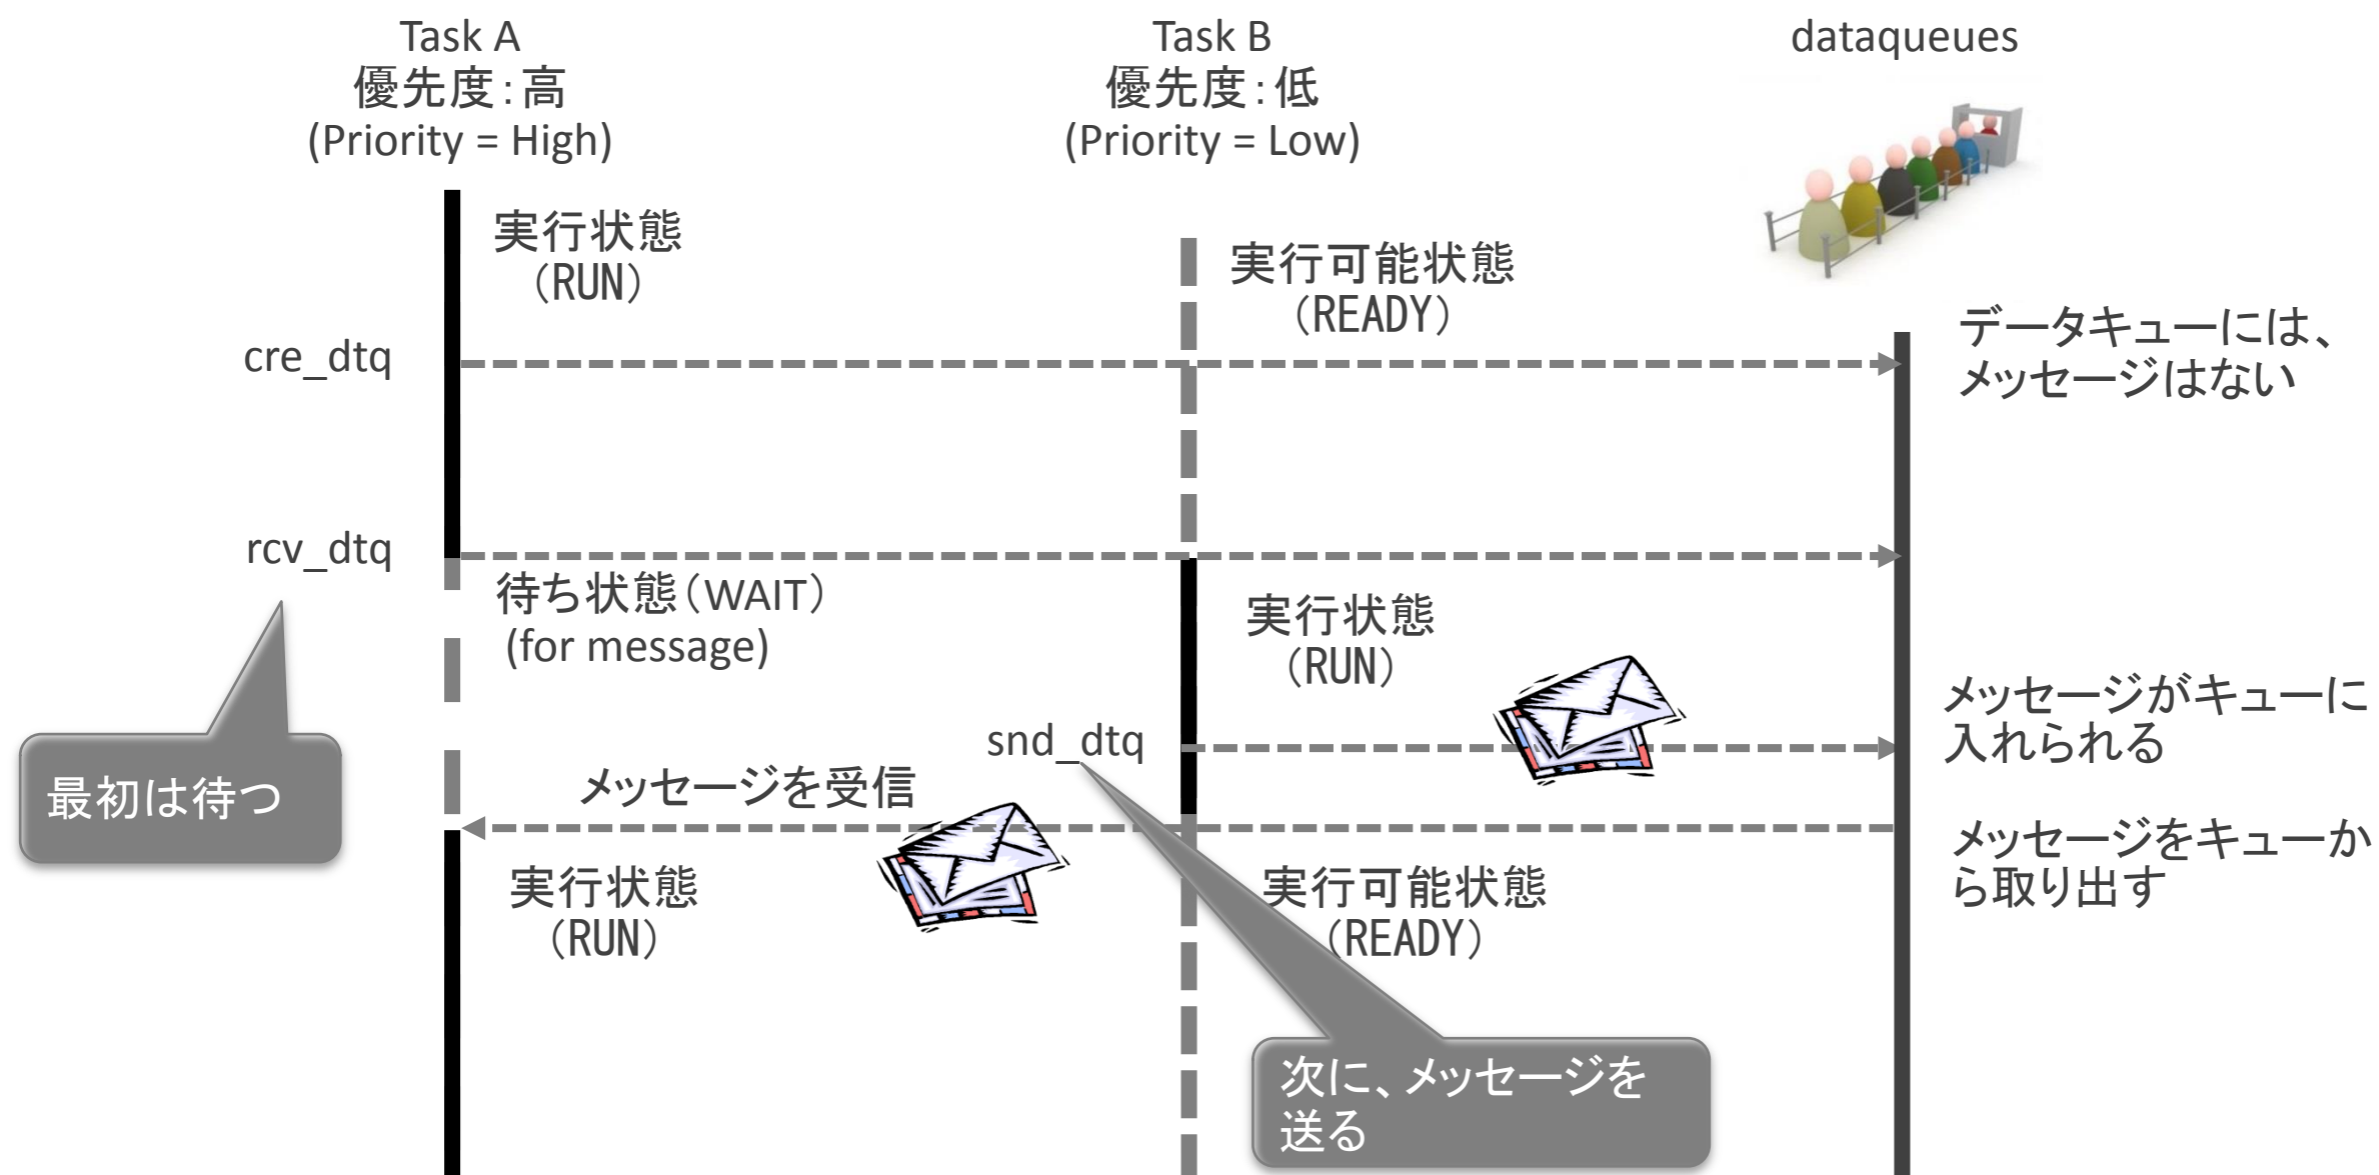 Task A
優先度：高
(Priority = High)
Task B
優先度：低
(Priority = Low)
dataqueues
実行状態
（RUN）
実行可能状態
（READY）
データキューには、
メッセージはない
cre_dtq
rcv_dtq
待ち状態（WAIT）
(for message)
実行状態
（RUN）
メッセージがキューに
入れられる
snd_dtq
最初は待つ
メッセージを受信
メッセージをキューか
ら取り出す
実行状態
（RUN）
実行可能状態
（READY）
次に、メッセージを
送る